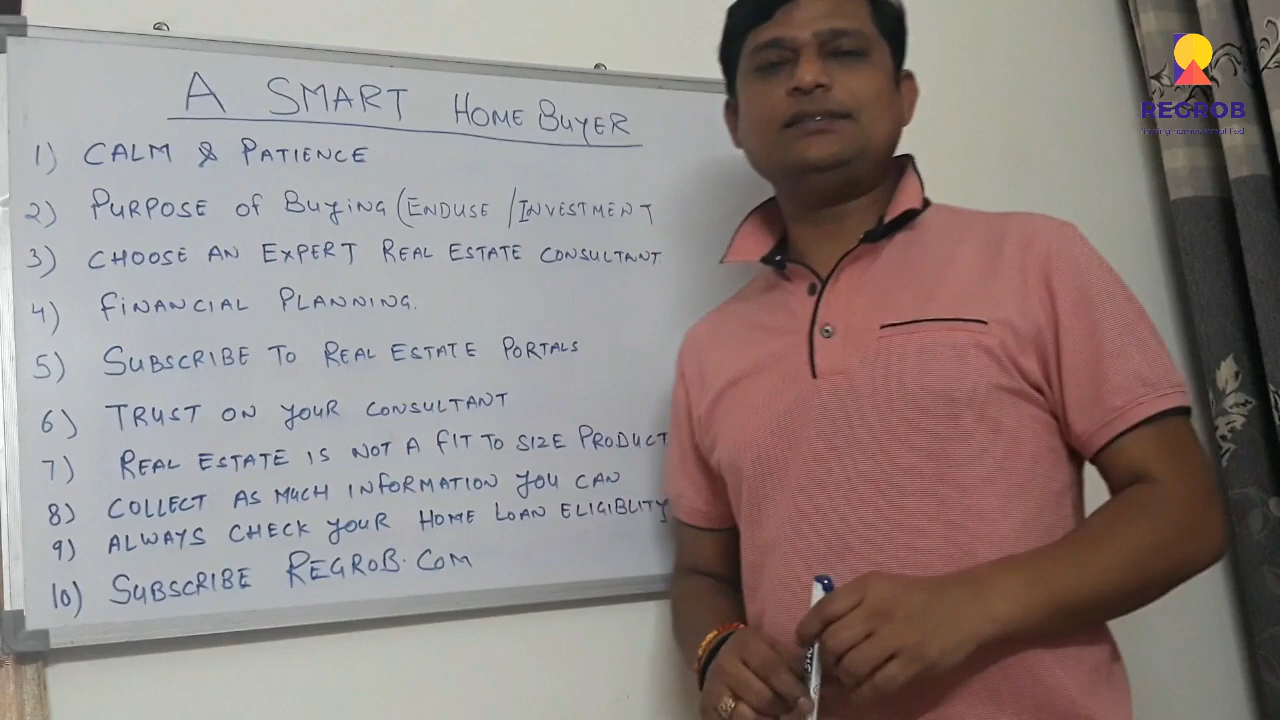 A SMART HOME BUYER
1) CALM & PATIENCE
2) PURPOSE of Buying (ENDUSE / INVESTMENT
3) CHOOSE AN EXPERT REAL ESTATE CONSULTANT.
4) FINANCIAL PLANNING.
5) SUBSCRIBE TO REAL ESTATE PORTALS
6) TRUST ON YOUR CONSULTANT
7) REAL ESTATE IS NOT A FIT TO SIZE PRODUCT
8) COLLECT AS MUCH INFORMATION YOU CAN
9) ALWAYS CHECK YOUR HOME LOAN ELIGIBLITY
10) SUBSCRIBE REGROB.COM
REGROB